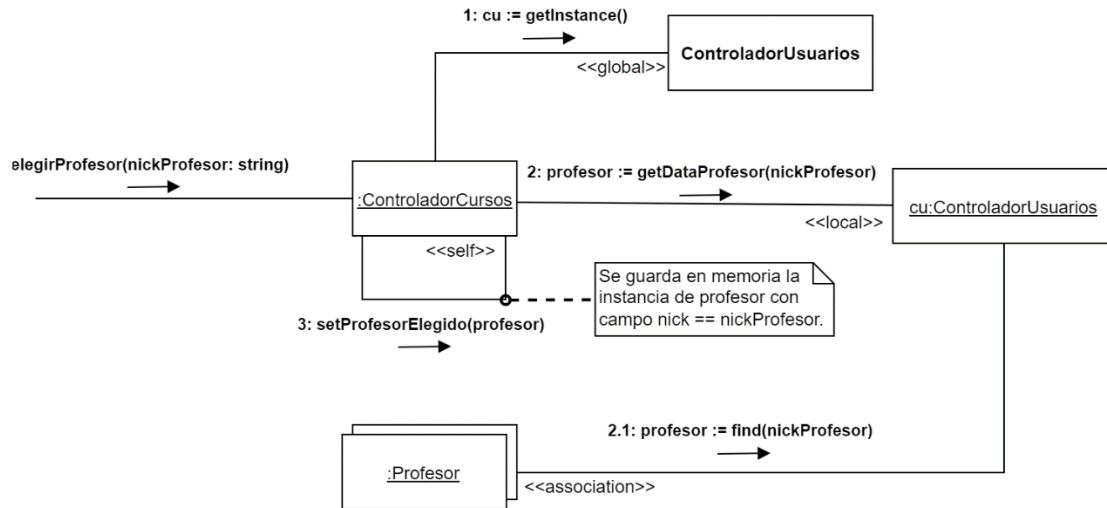 1: cu := getInstance()
ControladorUsuarios
<<global>>
elegirProfesor(nickProfesor: string)
:ControladorCursos
2: profesor := getDataProfesor(nickProfesor)
<<local>>
cu:ControladorUsuarios
<<self>>
Se guarda en memoria la
instancia de profesor con
campo nick == nickProfesor.
3: setProfesorElegido(profesor)
2.1: profesor := find(nickProfesor)
:Profesor
<<association>>